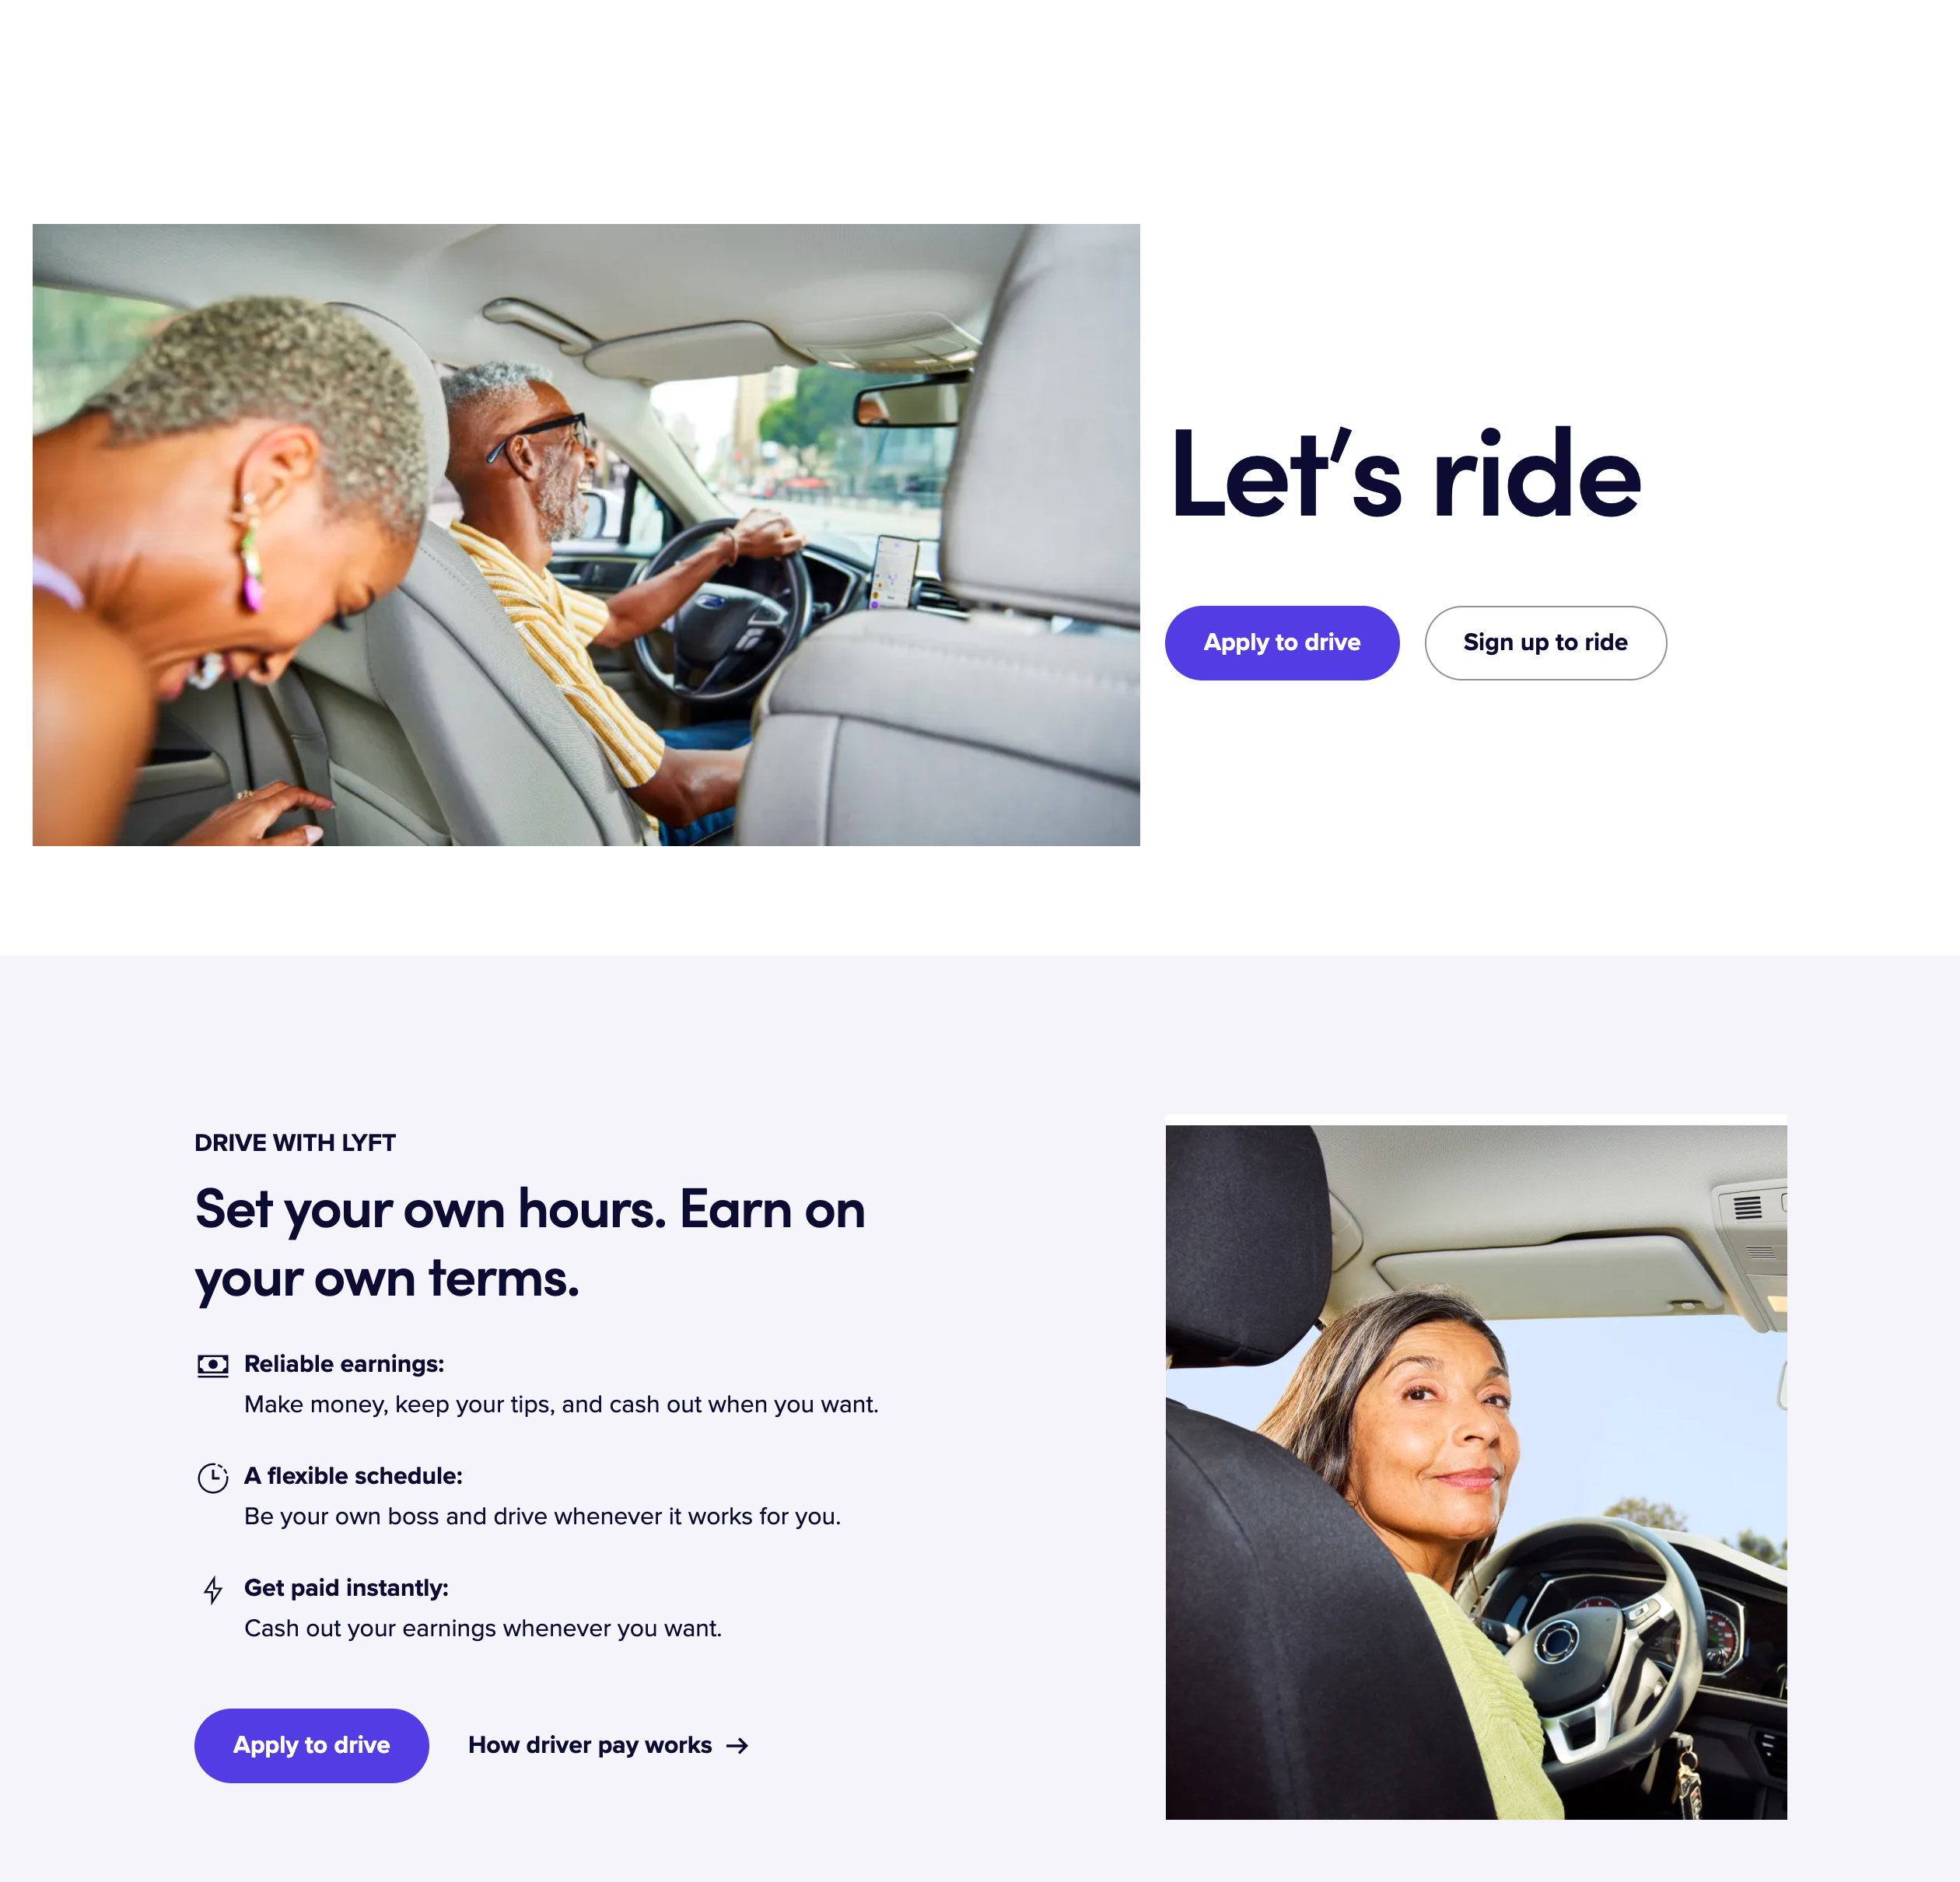 Let’s ride
Apply to drive
Sign up to ride
DRIVE WITH LYFT
Set your own hours. Earn on
your own terms.
Reliable earnings:
Make money, keep your tips, and cash out when you want.
A flexible schedule:
Be your own boss and drive whenever it works for you.
Get paid instantly:
Cash out your earnings whenever you want.
Apply to drive
How driver pay works →